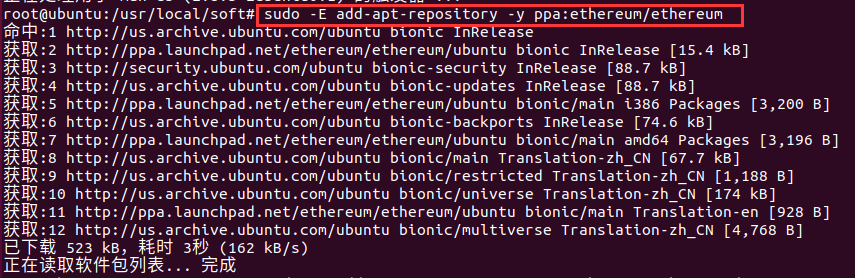 root@ubuntu:/usr/local/soft# sudo -E add-apt-repository -y ppa:ethereum/ethereum
命中:1 http://us.archive.ubuntu.com/ubuntu bionic InRelease
获取:2 http://ppa.launchpad.net/ethereum/ethereum/ubuntu bionic InRelease [15.4 kB]
获取:3 http://security.ubuntu.com/ubuntu bionic-security InRelease [88.7 kB]
获取:4 http://us.archive.ubuntu.com/ubuntu bionic-updates InRelease [88.7 kB]
获取:5 http://ppa.launchpad.net/ethereum/ethereum/ubuntu bionic/main i386 Packages [3,200 B]
获取:6 http://us.archive.ubuntu.com/ubuntu bionic-backports InRelease [74.6 kB]
获取:7 http://ppa.launchpad.net/ethereum/ethereum/ubuntu bionic/main amd64 Packages [3,196 B]
获取:8 http://us.archive.ubuntu.com/ubuntu bionic/main Translation-zh_CN [67.7 kB]
获取:9 http://us.archive.ubuntu.com/ubuntu bionic/restricted Translation-zh_CN [1,188 B]
获取:10 http://us.archive.ubuntu.com/ubuntu bionic/universe Translation-zh_CN [174 kB]
获取:11 http://ppa.launchpad.net/ethereum/ethereum/ubuntu bionic/main Translation-en [928 B]
获取:12 http://us.archive.ubuntu.com/ubuntu bionic/multiverse Translation-zh_CN [4,768 B]
已下载 523 kB，耗时 3秒 (162 kB/s)
正在读取软件包列表... 完成